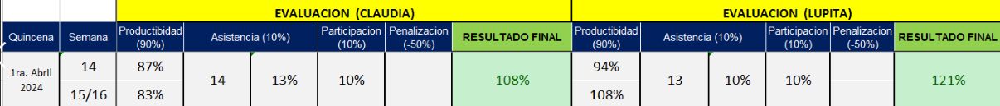 EVALUACION (CLAUDIA) EVALUACION (LUPITA)
Quincena Semana Productibidad (90%) Asistencia (10%) Participacion (10%) Penalizacion (-50%) RESULTADO FINAL Productibidad (90%) Asistencia (10%) Participacion (10%) Penalizacion (-50%) RESULTADO FINAL
1ra. Abril 2024 14 87% 14 13% 10% 108% 94% 13 10% 10% 121%
15/16 83% 108%